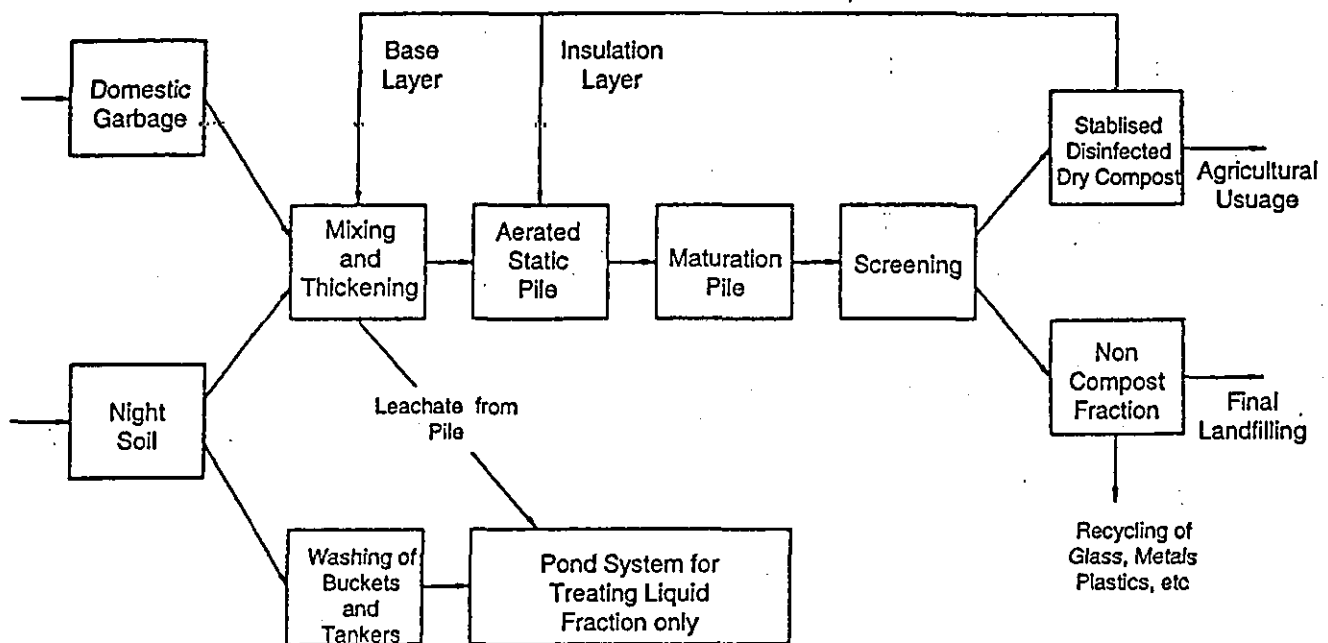 Domestic
Garbage
Base
Layer
Insulation
Layer
Stablised
Disinfected
Dry Compost
Agricultural
Usuage
Mixing
and
Thickening
Aerated
Static
Pile
Maturation
Pile
Screening
Night
Soil
Leachate from
Pile
Non
Compost
Fraction
Final
Landfilling
Washing of
Buckets
and
Tankers
Pond System for
Treating Liquid
Fraction only
Recycling of
Glass, Metals
Plastics, etc